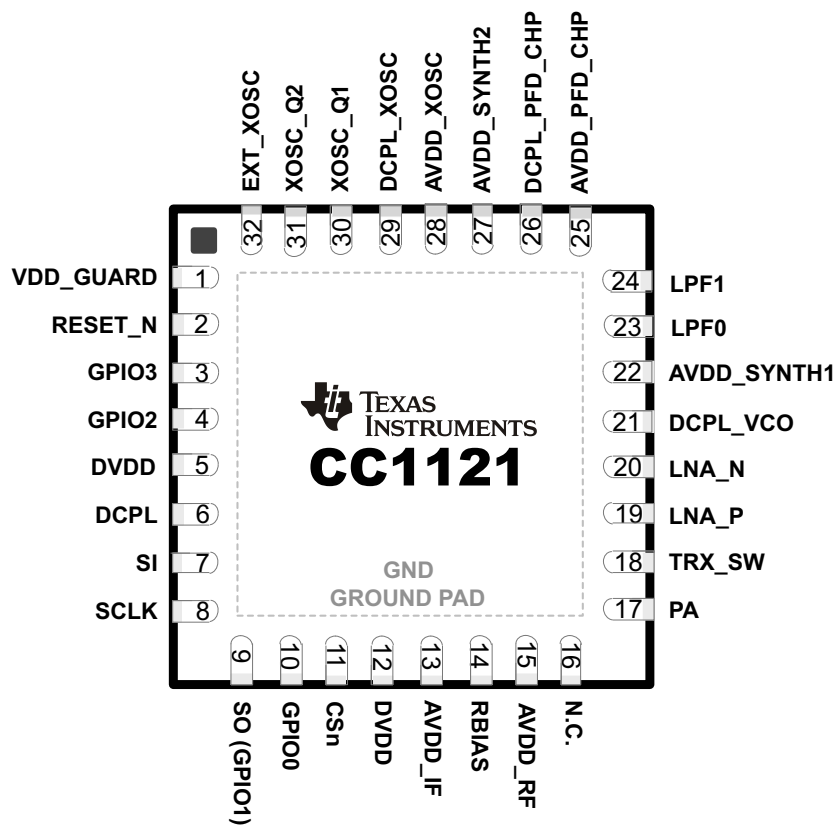 EXT_XOSC
XOSC_Q2
XOSC_Q1
DCPL_XOSC
AVDD_XOSC
AVDD_SYNTH2
DCPL_PFD_CHP
AVDD_PFD_CHP
32
31
30
29
28
27
26
25
VDD_GUARD 1
RESET_N 2
GPIO3 3
GPIO2 4
DVDD 5
DCPL 6
SI 7
SCLK 8
24 LPF1
23 LPF0
22 AVDD_SYNTH1
21 DCPL_VCO
20 LNA_N
19 LNA_P
18 TRX_SW
17 PA
TEXAS
INSTRUMENTS
CC1121
GND
GROUND PAD
9
10
11
12
13
14
15
16
SO (GPIO1)
GPIO0
CSn
DVDD
AVDD_IF
RBIAS
AVDD_RF
N.C.